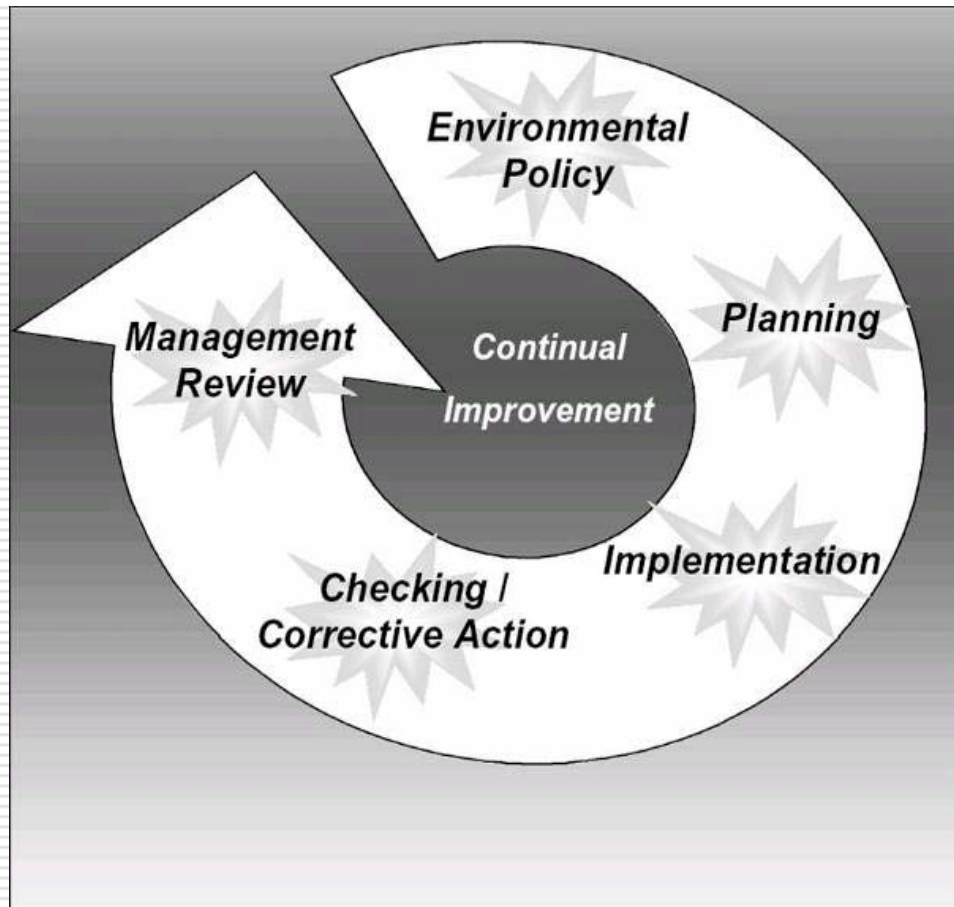 Environmental
Policy
Planning
Implementation
Checking /
Corrective Action
Management
Review
Continual
Improvement